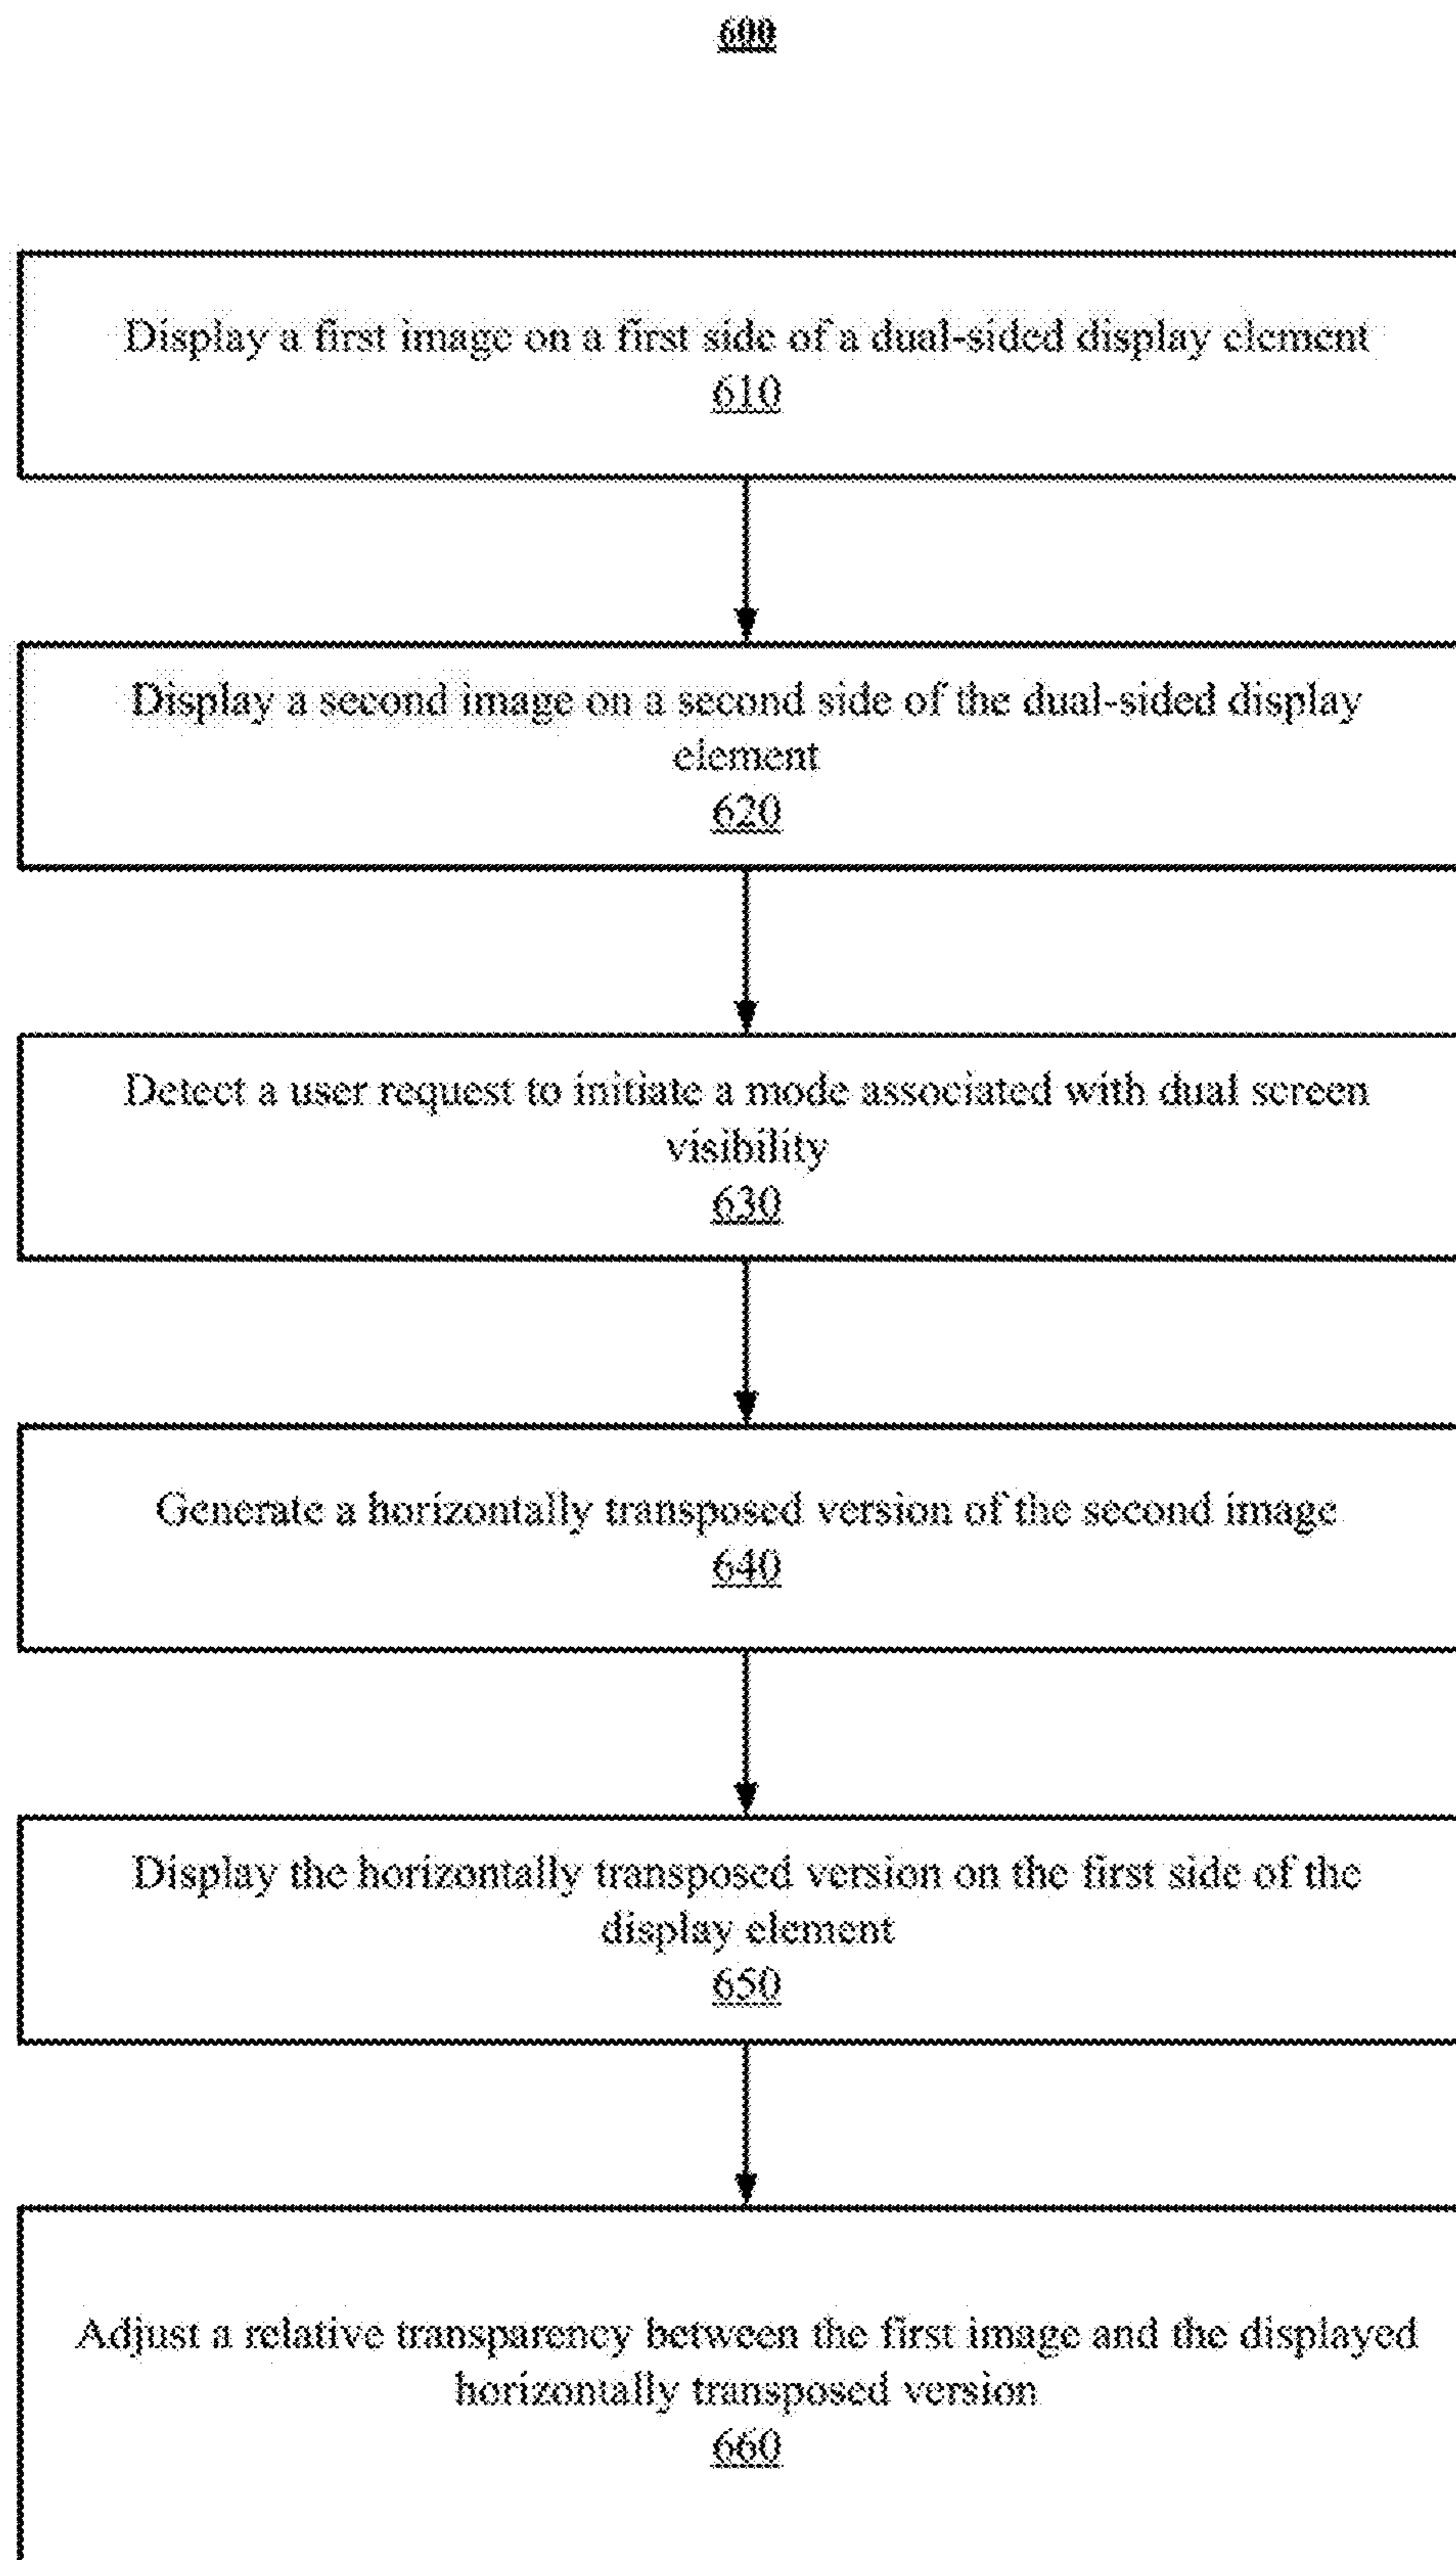 600
Display a first image on a first side of a dual-sided display element
610
Display a second image on a second side of the dual-sided display
element
620
Detect a user request to initiate a mode associated with dual screen
visibility
630
Generate a horizontally transposed version of the second image
640
Display the horizontally transposed version on the first side of the
display element
650
Adjust a relative transparency between the first image and the displayed
horizontally transposed version
660